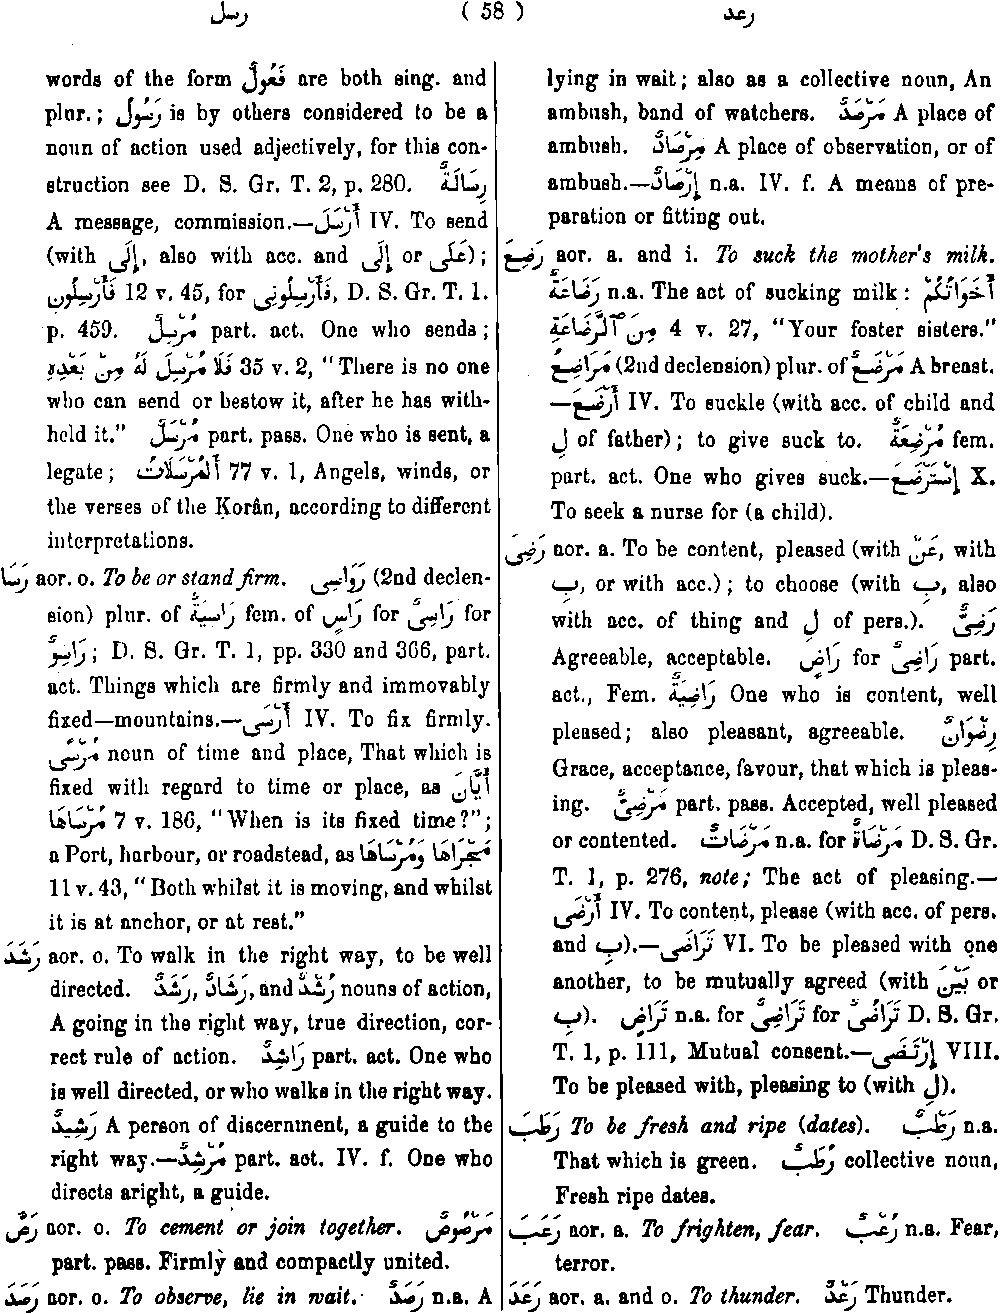 رسل ( 58 ) رعد
words of the form فَعُولٌ are both sing. and
plur.; رَسُول is by others considered to be a
noun of action used adjectively, for this con-
struction see D. S. Gr. T. 2, p. 280. رِسَالَةٌ
A message, commission.—أَرْسَلَ IV. To send
(with إِلَى, also with acc. and إِلَى or عَلَى);
فَأَرْسِلُونِ 12 v. 45, for فَأَرْسِلُونِى, D. S. Gr. T. 1.
p. 459. مُرْسِلٌ part. act. One who sends;
فَلَا مُرْسِلَ لَهُ مِنْ بَعْدِهِ 35 v. 2, "There is no one
who can send or bestow it, after he has with-
held it." مُرْسَلٌ part. pass. One who is sent, a
legate; اَلْمُرْسَلَاتُ 77 v. 1, Angels, winds, or
the verses of the Ḳorân, according to different
interpretations.
رَسَا aor. o. To be or stand firm. رَوَاسِى (2nd declen-
sion) plur. of رَاسِيَةٌ fem. of رَاسٍ for رَاسِىٌ for
رَاسِوٌ; D. S. Gr. T. 1, pp. 330 and 366, part.
act. Things which are firmly and immovably
fixed—mountains.—أَرْسَى IV. To fix firmly.
مُرْسًى noun of time and place, That which is
fixed with regard to time or place, as أَيَّانَ
مُرْسَاهَا 7 v. 186, "When is its fixed time?";
a Port, harbour, or roadstead, as مَجْرَاهَا وَمُرْسَاهَا
11 v. 43, "Both whilst it is moving, and whilst
it is at anchor, or at rest."
رَشَدَ aor. o. To walk in the right way, to be well
directed. رَشَدٌ, رَشَادٌ, and رُشْدٌ nouns of action,
A going in the right way, true direction, cor-
rect rule of action. رَاشِدٌ part. act. One who
is well directed, or who walks in the right way.
رَشِيدٌ A person of discernment, a guide to the
right way.—مُرْشِدٌ part. act. IV. f. One who
directs aright, a guide.
رَصَّ aor. o. To cement or join together. مَرْصُوصٌ
part. pass. Firmly and compactly united.
رَصَدَ aor. o. To observe, lie in wait. رَصَدٌ n.a. A
lying in wait; also as a collective noun, An
ambush, band of watchers. مَرْصَدٌ A place of
ambush. مِرْصَادٌ A place of observation, or of
ambush.—إِرْصَادٌ n.a. IV. f. A means of pre-
paration or fitting out.
رَضِعَ aor. a. and i. To suck the mother's milk.
رَضَاعَةٌ n.a. The act of sucking milk: أَخَوَاتُكُمْ
مِنَ ٱلرَّضَاعَةِ 4 v. 27, "Your foster sisters."
مَرَاضِعُ (2nd declension) plur. of مَرْضَعٌ A breast.
—أَرْضَعَ IV. To suckle (with acc. of child and
لِ of father); to give suck to. مُرْضِعَةٌ fem.
part. act. One who gives suck.—إِسْتَرْضَعَ X.
To seek a nurse for (a child).
رَضِىَ aor. a. To be content, pleased (with عَنْ, with
بِ, or with acc.); to choose (with بِ, also
with acc. of thing and لِ of pers.). رَضِىٌّ
Agreeable, acceptable. رَاضٍ for رَاضِىٌ part.
act., Fem. رَاضِيَةٌ One who is content, well
pleased; also pleasant, agreeable. رِضْوَانٌ
Grace, acceptance, favour, that which is pleas-
ing. مَرْضِىٌّ part. pass. Accepted, well pleased
or contented. مَرْضَاتٌ n.a. for مَرْضَاةٌ D. S. Gr.
T. 1, p. 276, note; The act of pleasing.—
أَرْضَى IV. To content, please (with acc. of pers.
and بِ).—تَرَاضَى VI. To be pleased with one
another, to be mutually agreed (with بَيْنَ or
بِ). تَرَاضٍ n.a. for تَرَاضِىٌ for تَرَاضُىٌ D. S. Gr.
T. 1, p. 111, Mutual consent.—إِرْتَضَى VIII.
To be pleased with, pleasing to (with لِ).
رَطَبَ To be fresh and ripe (dates). رَطْبٌ n.a.
That which is green. رُطَبٌ collective noun,
Fresh ripe dates.
رَعَبَ aor. a. To frighten, fear. رُعْبٌ n.a. Fear,
terror.
رَعَدَ aor. a. and o. To thunder. رَعْدٌ Thunder.